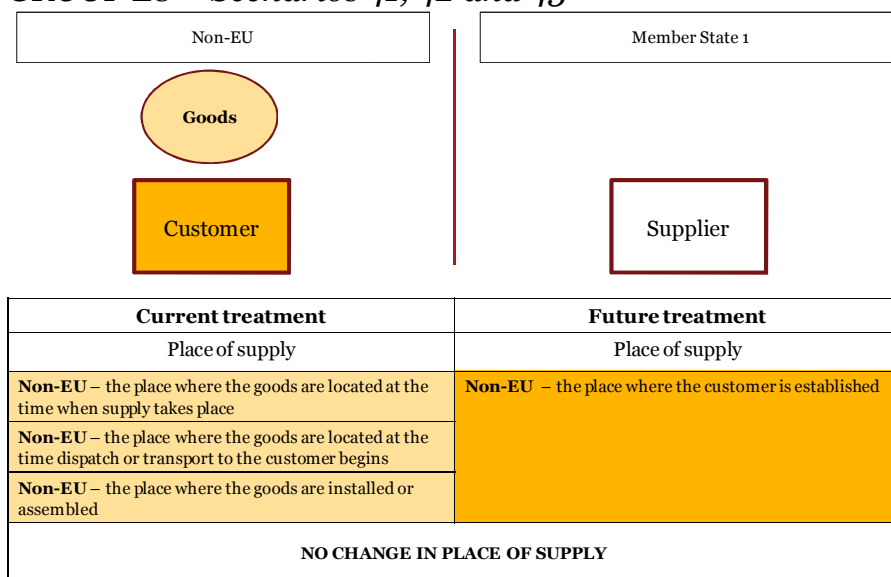 Non-EU
Member State 1
Goods
Customer
Supplier
Current treatment
Future treatment
Place of supply
Place of supply
Non-EU – the place where the goods are located at the
time when supply takes place
Non-EU – the place where the customer is established
Non-EU – the place where the goods are located at the
time dispatch or transport to the customer begins
Non-EU – the place where the goods are installed or
assembled
NO CHANGE IN PLACE OF SUPPLY